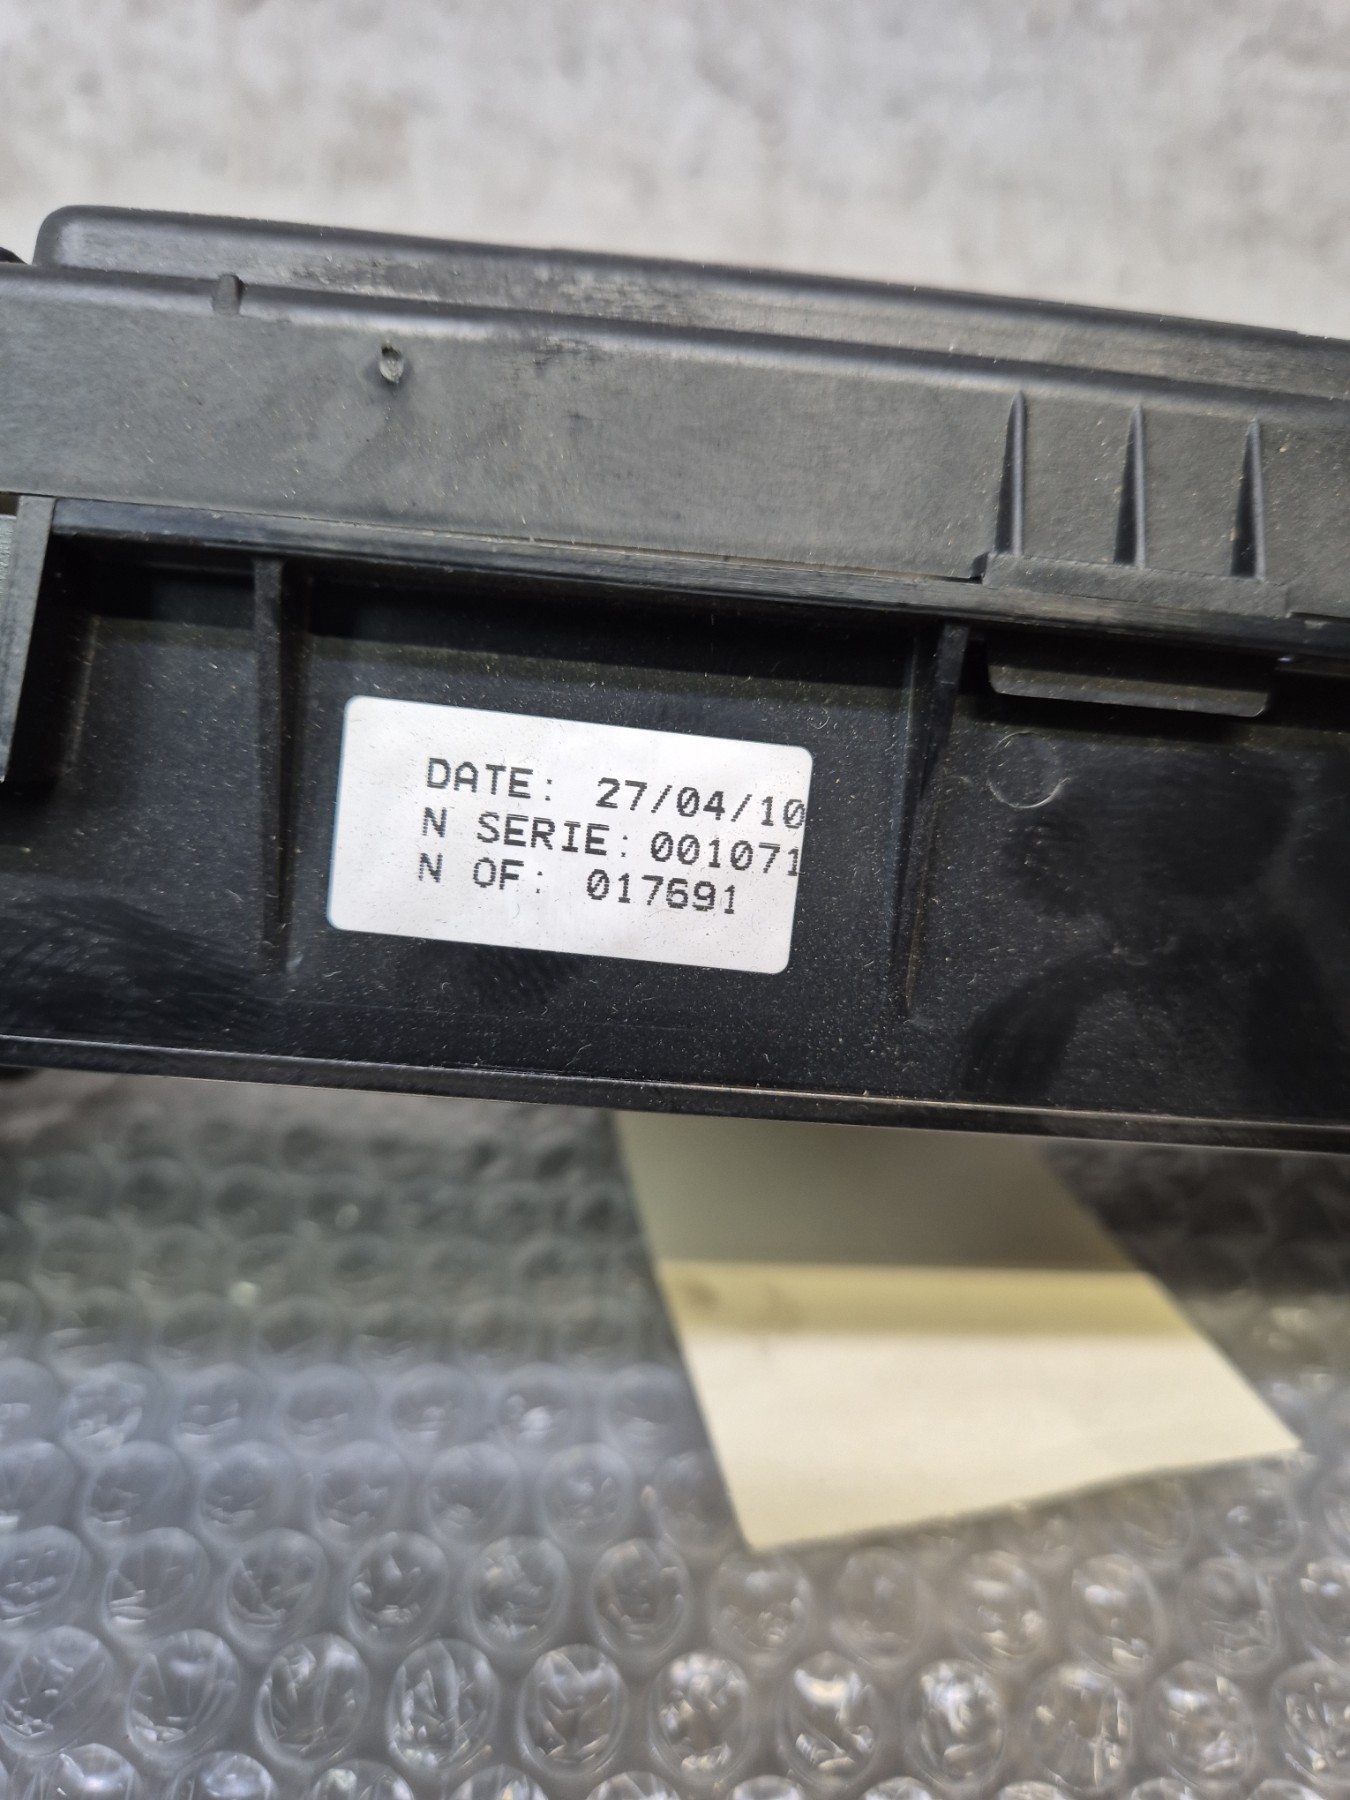 DATE: 27/04/10
N SERIE: 001071
N OF: 017691